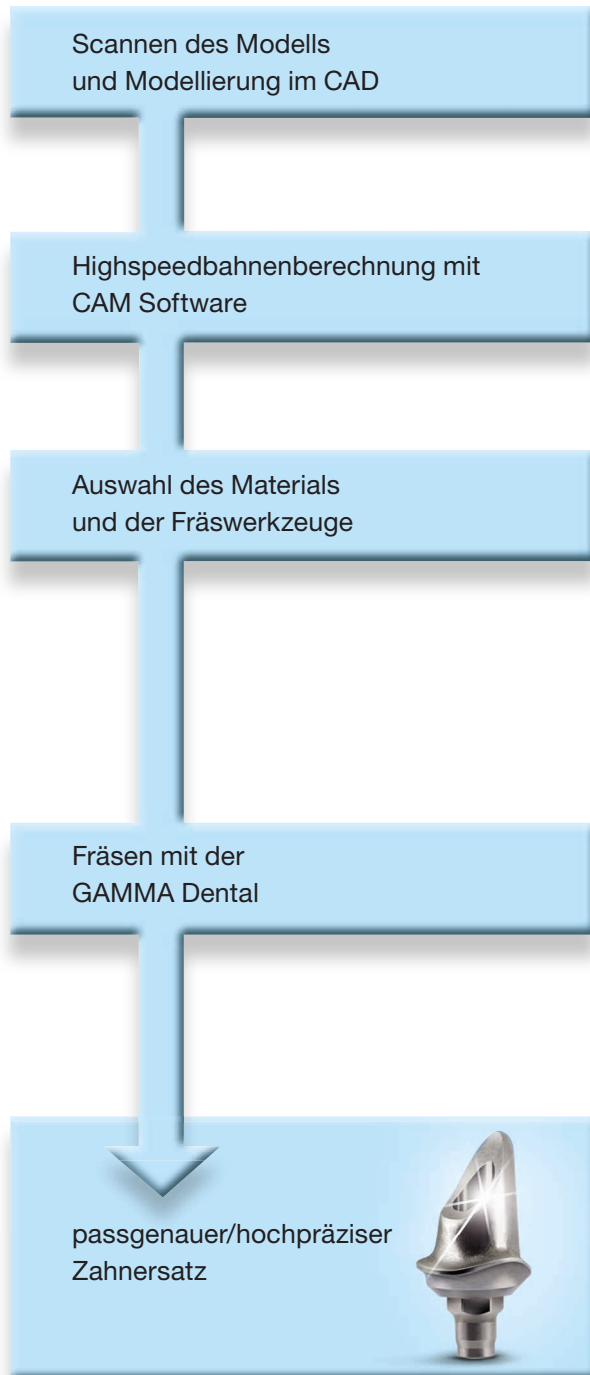 Scannen des Modells
und Modellierung im CAD
Highspeedbahnenberechnung mit
CAM Software
Auswahl des Materials
und der Fräswerkzeuge
Fräsen mit der
GAMMA Dental
passgenauer/hochpräziser
Zahnersatz